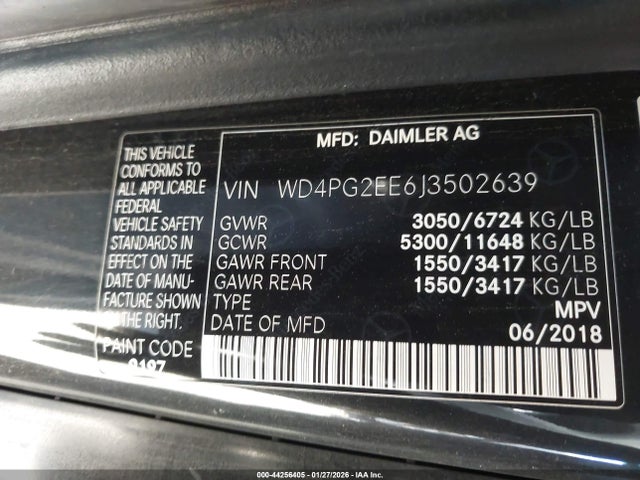 MFD: DAIMLER AG
THIS VEHICLE
CONFORMS TO
ALL APPLICABLE
FEDERAL
VEHICLE SAFETY
STANDARDS IN
EFFECT ON THE
DATE OF MANU-
FACTURE SHOWN
ON THE RIGHT.
PAINT CODE
9197
VIN WD4PG2EE6J3502639
GVWR 3050/6724 KG/LB
GCWR 5300/11648 KG/LB
GAWR FRONT 1550/3417 KG/LB
GAWR REAR 1550/3417 KG/LB
TYPE MPV
DATE OF MFD 06/2018
000-44256405 - 01/27/2026 - IAA Inc.